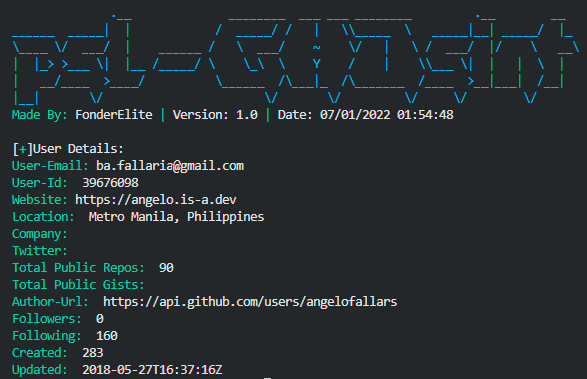 Made By: FonderElite | Version: 1.0 | Date: 07/01/2022 01:54:48
[+]User Details:
User-Email: ba.fallaria@gmail.com
User-Id: 39676098
Website: https://angelo.is-a.dev
Location: Metro Manila, Philippines
Company:
Twitter:
Total Public Repos: 90
Total Public Gists:
Author-Url: https://api.github.com/users/angelofallars
Followers: 0
Following: 160
Created: 283
Updated: 2018-05-27T16:37:16Z